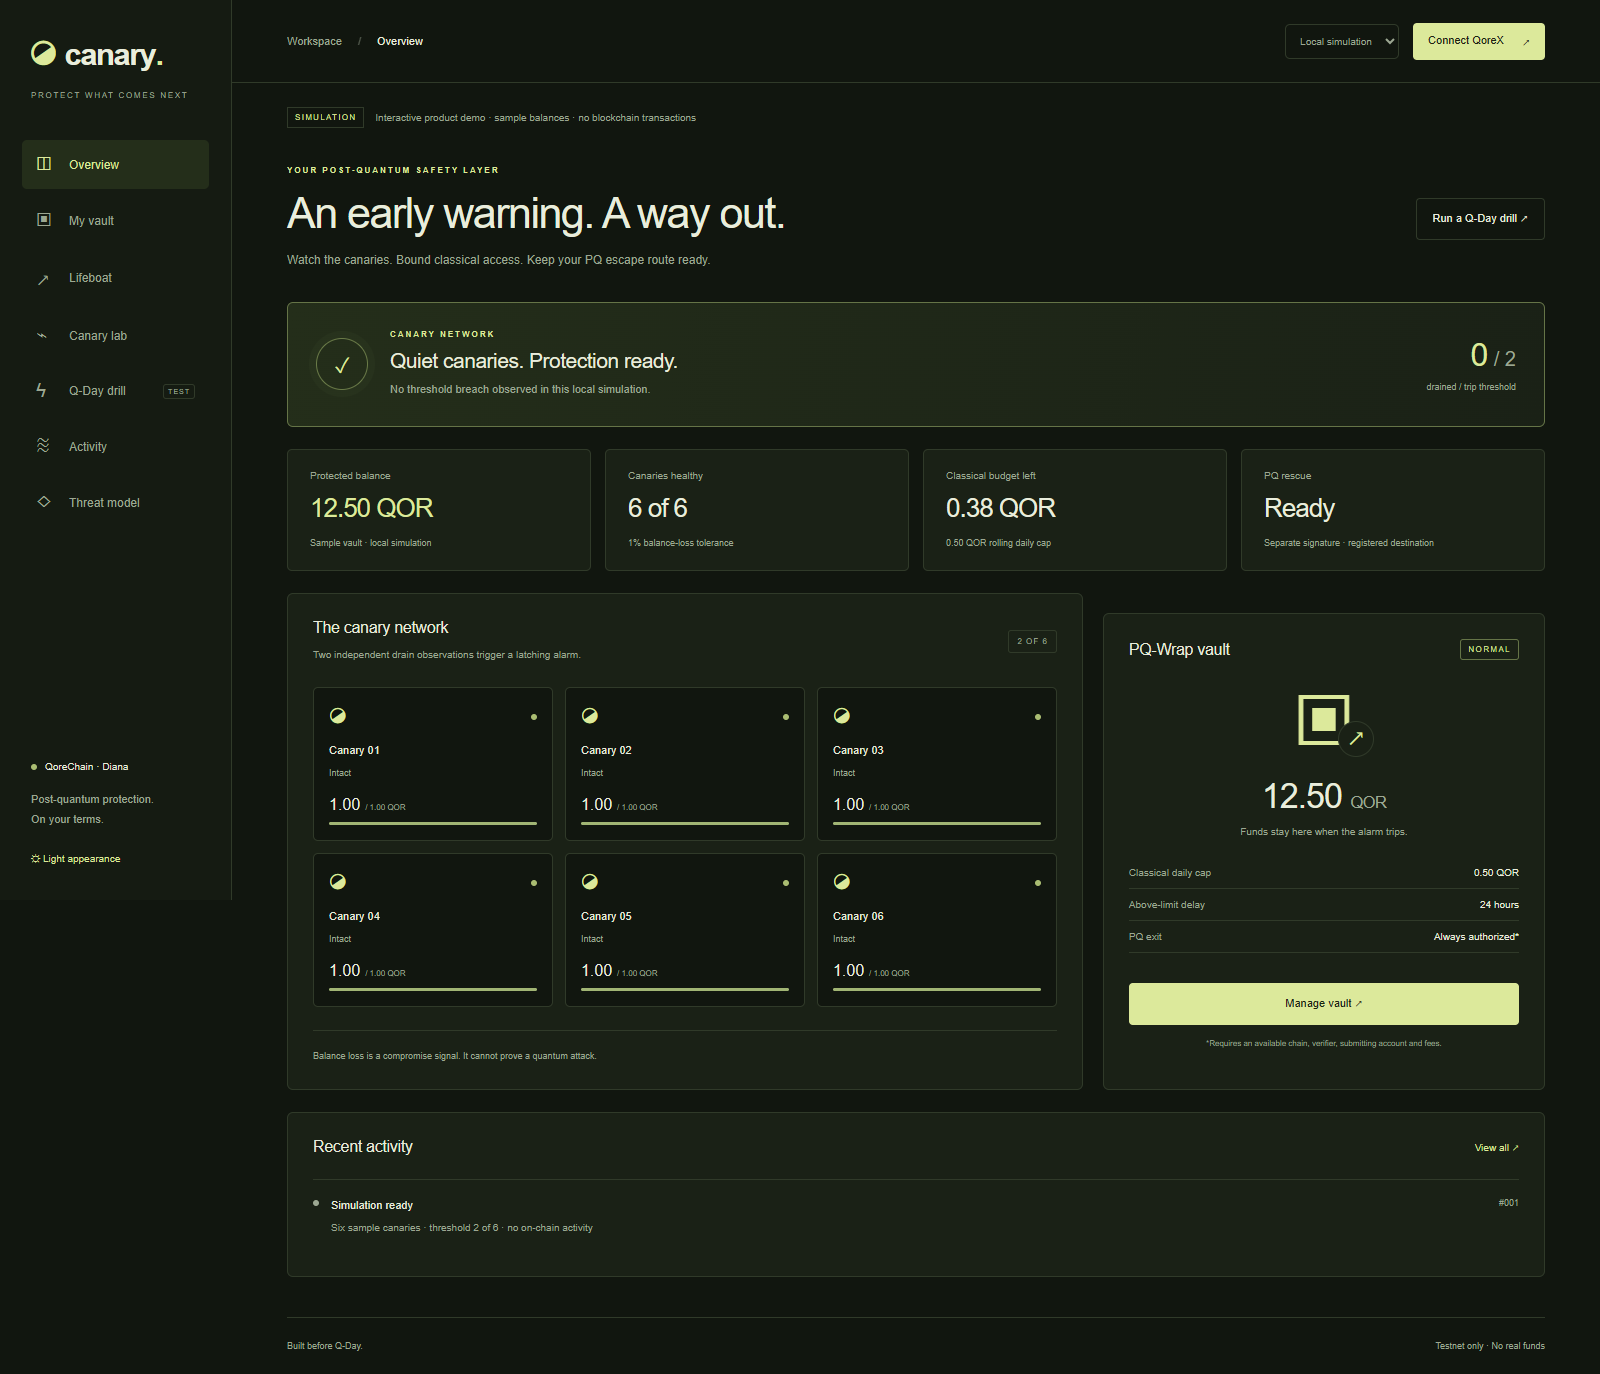 canary.
PROTECT WHAT COMES NEXT
Overview
My vault
Lifeboat
Canary lab
Q-Day drill TEST
Activity
Threat model
QoreChain · Diana
Post-quantum protection.
On your terms.
Light appearance
Workspace / Overview
Local simulation
Connect QoreX ↗
SIMULATION Interactive product demo · sample balances · no blockchain transactions
YOUR POST-QUANTUM SAFETY LAYER
An early warning. A way out.
Watch the canaries. Bound classical access. Keep your PQ escape route ready.
Run a Q-Day drill ↗
CANARY NETWORK
Quiet canaries. Protection ready.
No threshold breach observed in this local simulation.
0 / 2
drained / trip threshold
Protected balance
12.50 QOR
Sample vault · local simulation
Canaries healthy
6 of 6
1% balance-loss tolerance
Classical budget left
0.38 QOR
0.50 QOR rolling daily cap
PQ rescue
Ready
Separate signature · registered destination
The canary network
Two independent drain observations trigger a latching alarm.
2 OF 6
Canary 01
Intact
1.00 / 1.00 QOR
Canary 02
Intact
1.00 / 1.00 QOR
Canary 03
Intact
1.00 / 1.00 QOR
Canary 04
Intact
1.00 / 1.00 QOR
Canary 05
Intact
1.00 / 1.00 QOR
Canary 06
Intact
1.00 / 1.00 QOR
Balance loss is a compromise signal. It cannot prove a quantum attack.
PQ-Wrap vault
NORMAL
12.50 QOR
Funds stay here when the alarm trips.
Classical daily cap 0.50 QOR
Above-limit delay 24 hours
PQ exit Always authorized*
Manage vault ↗
*Requires an available chain, verifier, submitting account and fees.
Recent activity
View all ↗
Simulation ready
#001
Six sample canaries · threshold 2 of 6 · no on-chain activity
Built before Q-Day.
Testnet only · No real funds